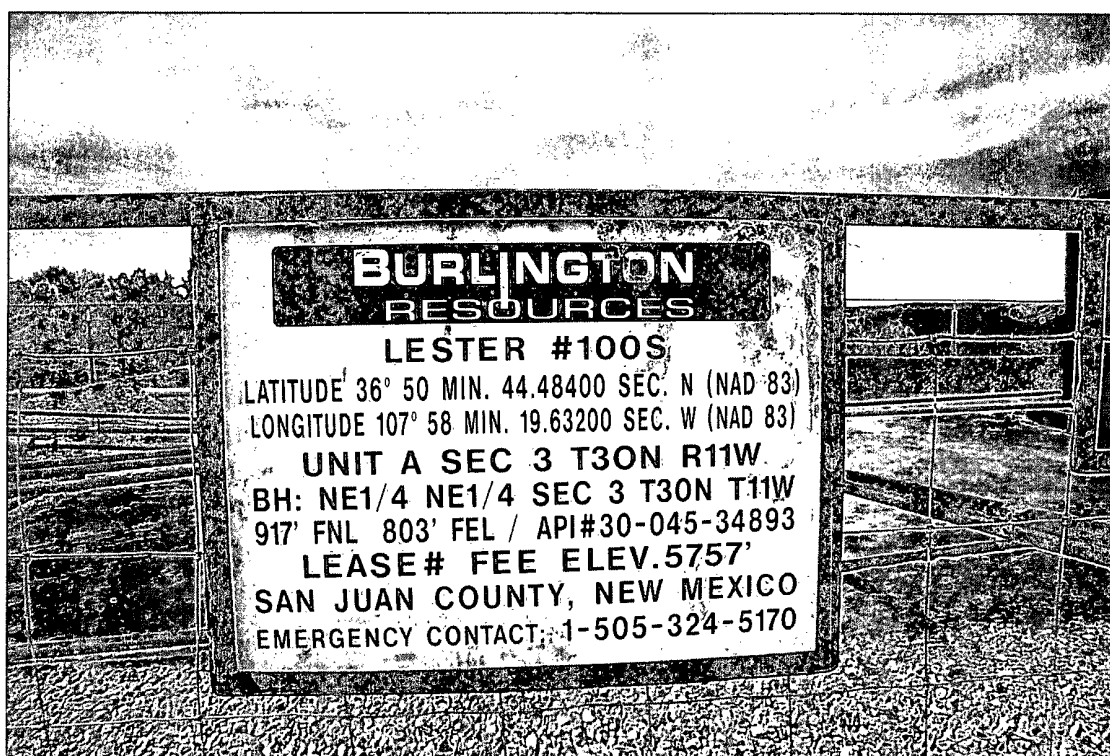 BURLINGTON
RESOURCES
LESTER #100S
LATITUDE 36° 50 MIN. 44.48400 SEC. N (NAD 83)
LONGITUDE 107° 58 MIN. 19.63200 SEC. W (NAD 83)
UNIT A SEC 3 T30N R11W
BH: NE1/4 NE1/4 SEC 3 T30N T11W
917' FNL 803' FEL / API#30-045-34893
LEASE# FEE ELEV.5757'
SAN JUAN COUNTY, NEW MEXICO
EMERGENCY CONTACT: 1-505-324-5170